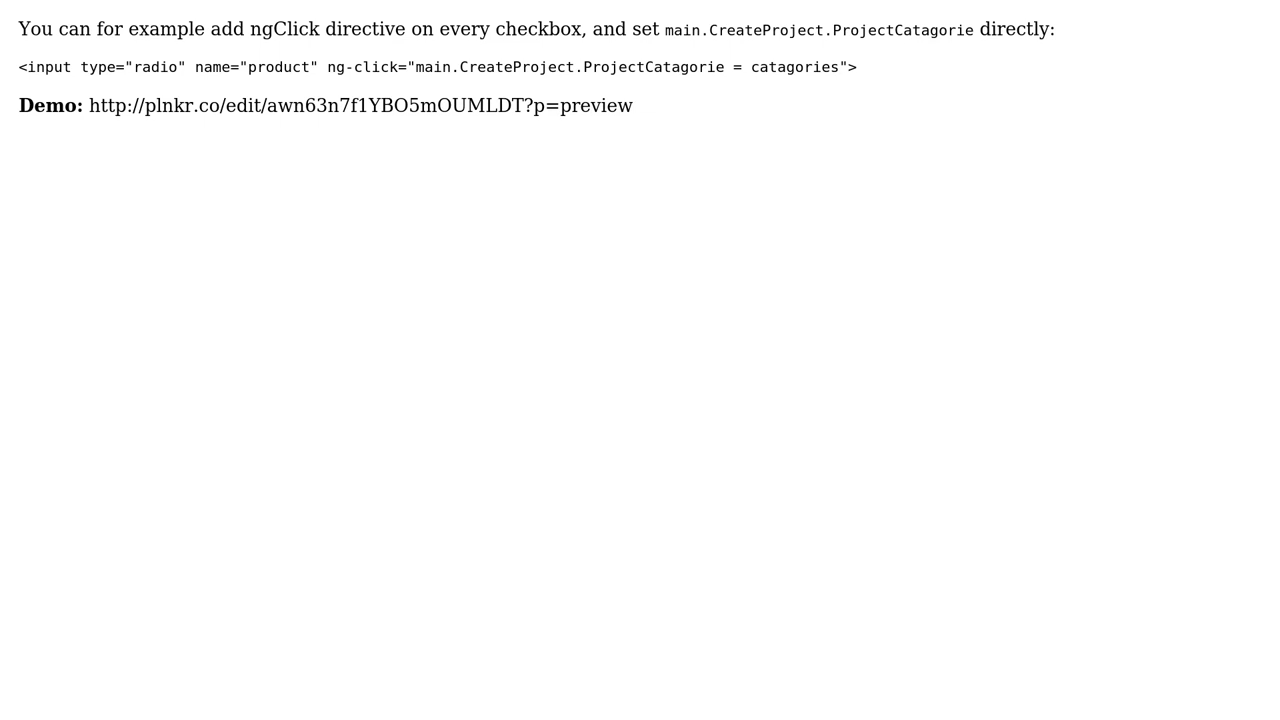 You can for example add ngClick directive on every checkbox, and set main.CreateProject.ProjectCatagorie directly:
<input type="radio" name="product" ng-click="main.CreateProject.ProjectCatagorie = catagories">
Demo: http://plnkr.co/edit/awn63n7f1YBO5mOUMLDT?p=preview